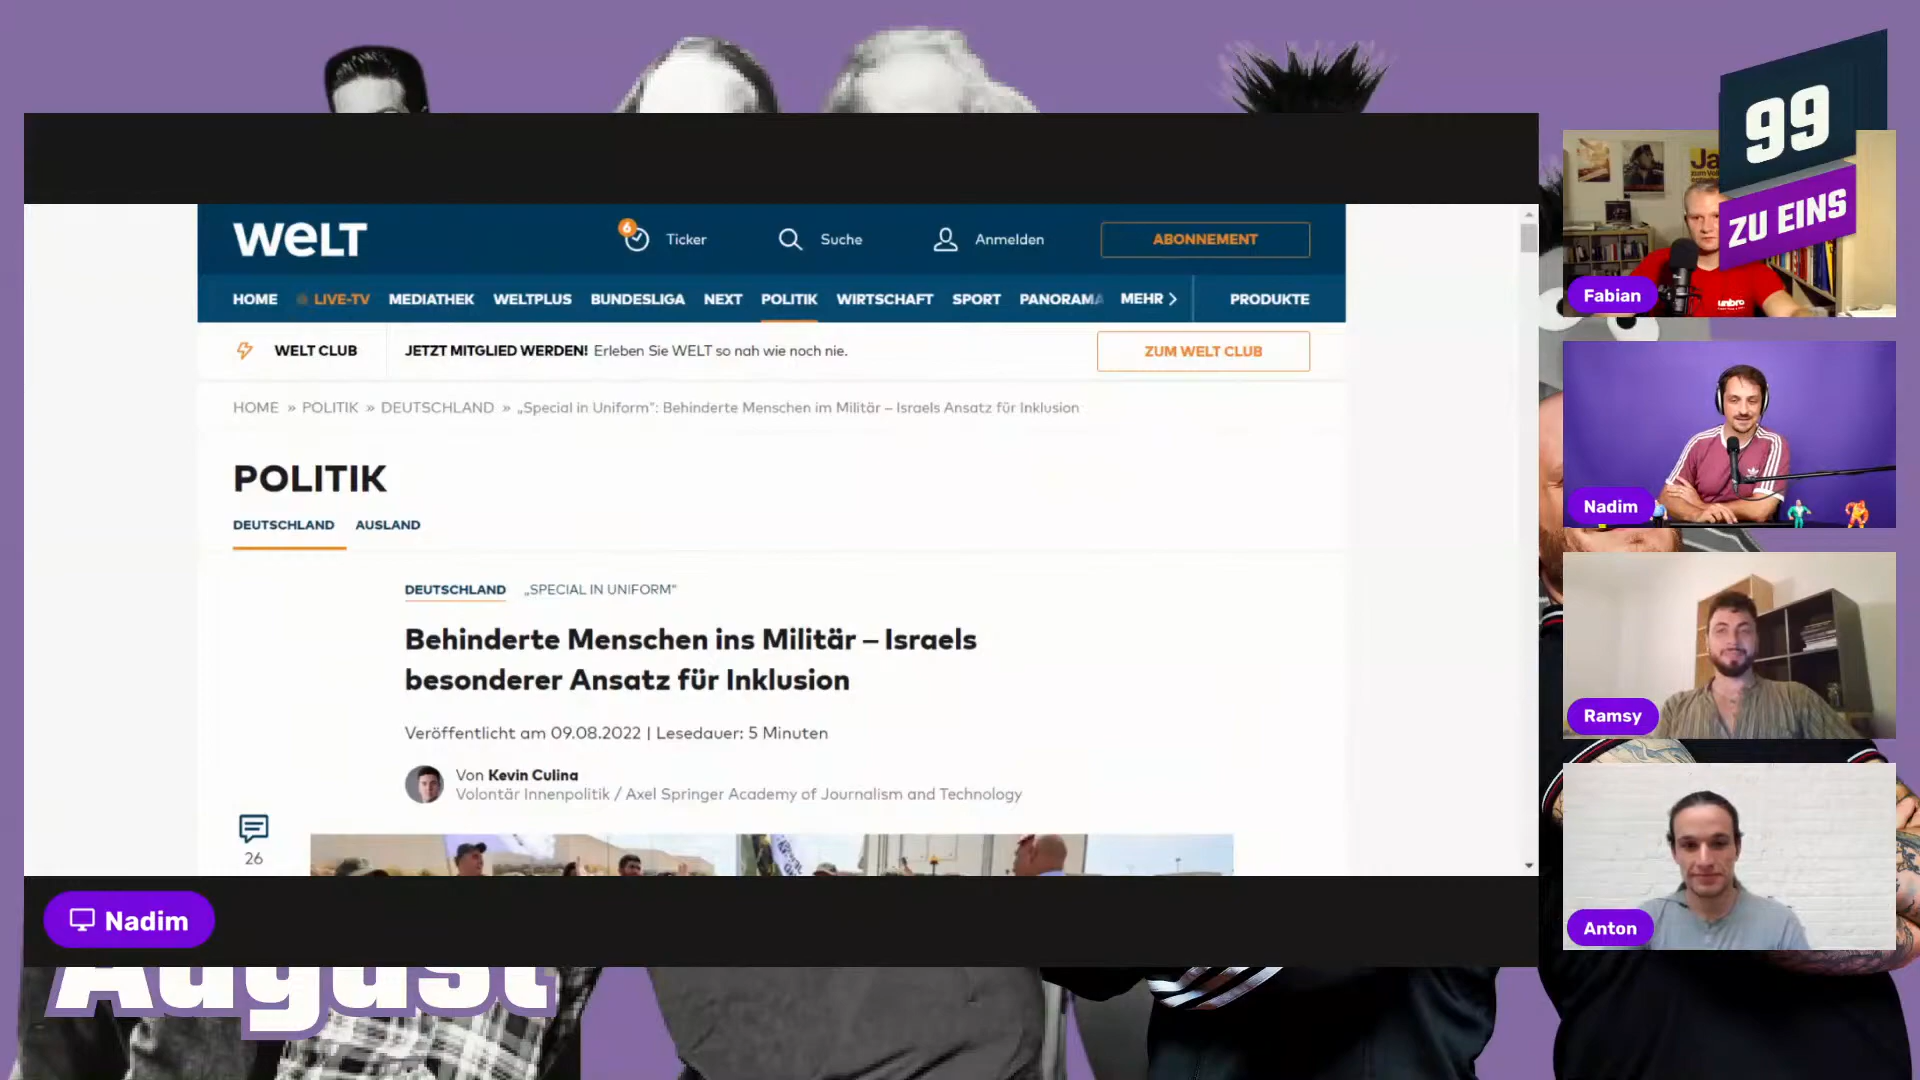 WELT
6
Ticker
Suche
Anmelden
ABONNEMENT
HOME LIVE-TV MEDIATHEK WELTPLUS BUNDESLIGA NEXT POLITIK WIRTSCHAFT SPORT PANORAMA MEHR PRODUKTE
WELT CLUB
JETZT MITGLIED WERDEN! Erleben Sie WELT so nah wie noch nie.
ZUM WELT CLUB
HOME » POLITIK » DEUTSCHLAND » „Special in Uniform“: Behinderte Menschen im Militär – Israels Ansatz für Inklusion
POLITIK
DEUTSCHLAND AUSLAND
DEUTSCHLAND „SPECIAL IN UNIFORM“
Behinderte Menschen ins Militär – Israels
besonderer Ansatz für Inklusion
Veröffentlicht am 09.08.2022 | Lesedauer: 5 Minuten
Von Kevin Culina
Volontär Innenpolitik / Axel Springer Academy of Journalism and Technology
26
Nadim
August
99
ZU EINS
Ja
umbro
Fabian
Nadim
Ramsy
Anton